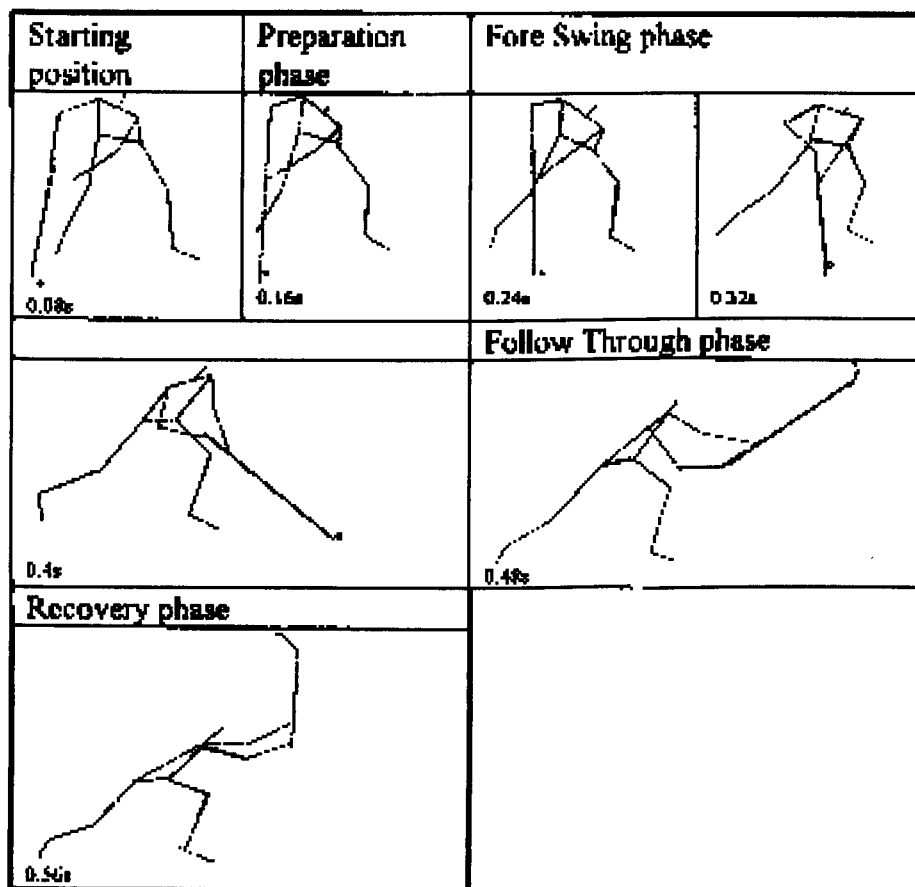 Starting
position
Preparation
phase
Fore Swing phase
0.08s
0.16s
0.24s
0.32s
Follow Through phase
0.4s
0.48s
Recovery phase
0.56s